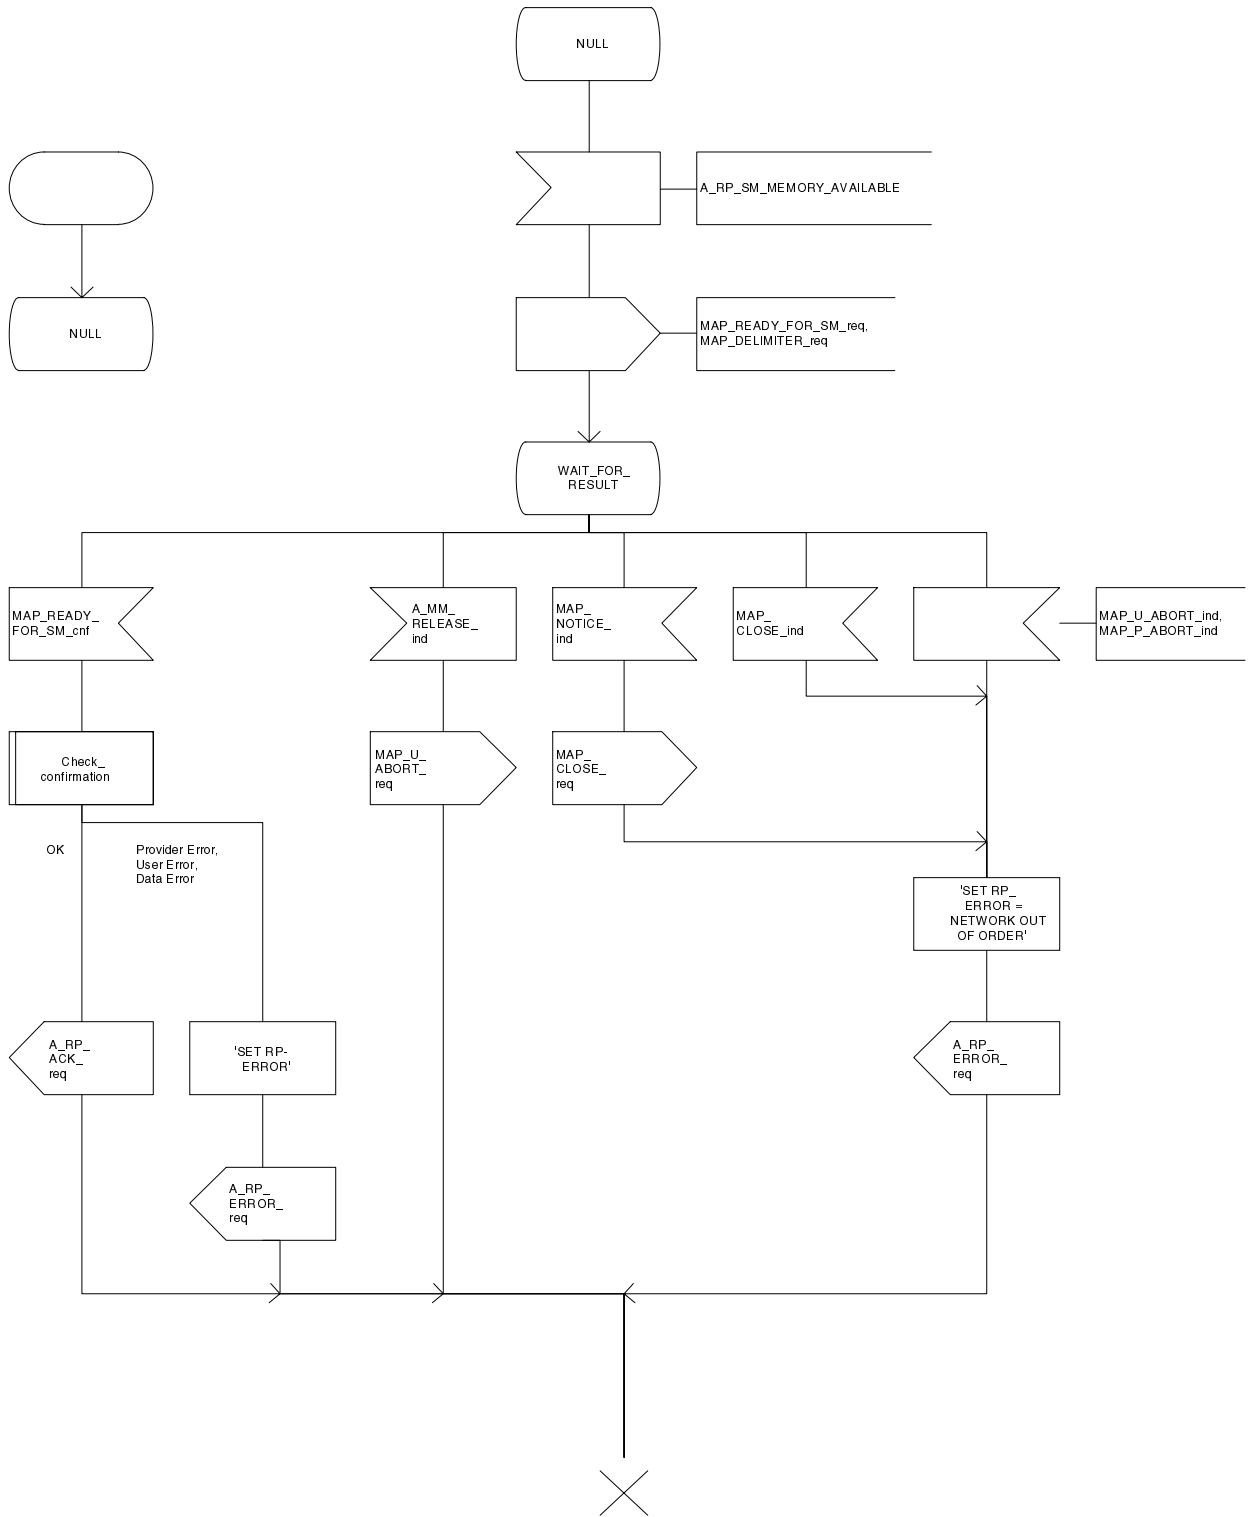 NULL
A_RP_SM_MEMORY_AVAILABLE
NULL
MAP_READY_FOR_SM_req,
MAP_DELIMITER_req
WAIT_FOR_
RESULT
MAP_READY_
FOR_SM_cnf
A_MM_
RELEASE_
ind
MAP_
NOTICE_
ind
MAP_
CLOSE_ind
MAP_U_ABORT_ind,
MAP_P_ABORT_ind
Check_
confirmation
MAP_U_
ABORT_
req
MAP_
CLOSE_
req
OK
Provider Error,
User Error,
Data Error
'SET RP_
ERROR =
NETWORK OUT
OF ORDER'
A_RP_
ACK_
req
'SET RP-
ERROR'
A_RP_
ERROR_
req
A_RP_
ERROR_
req